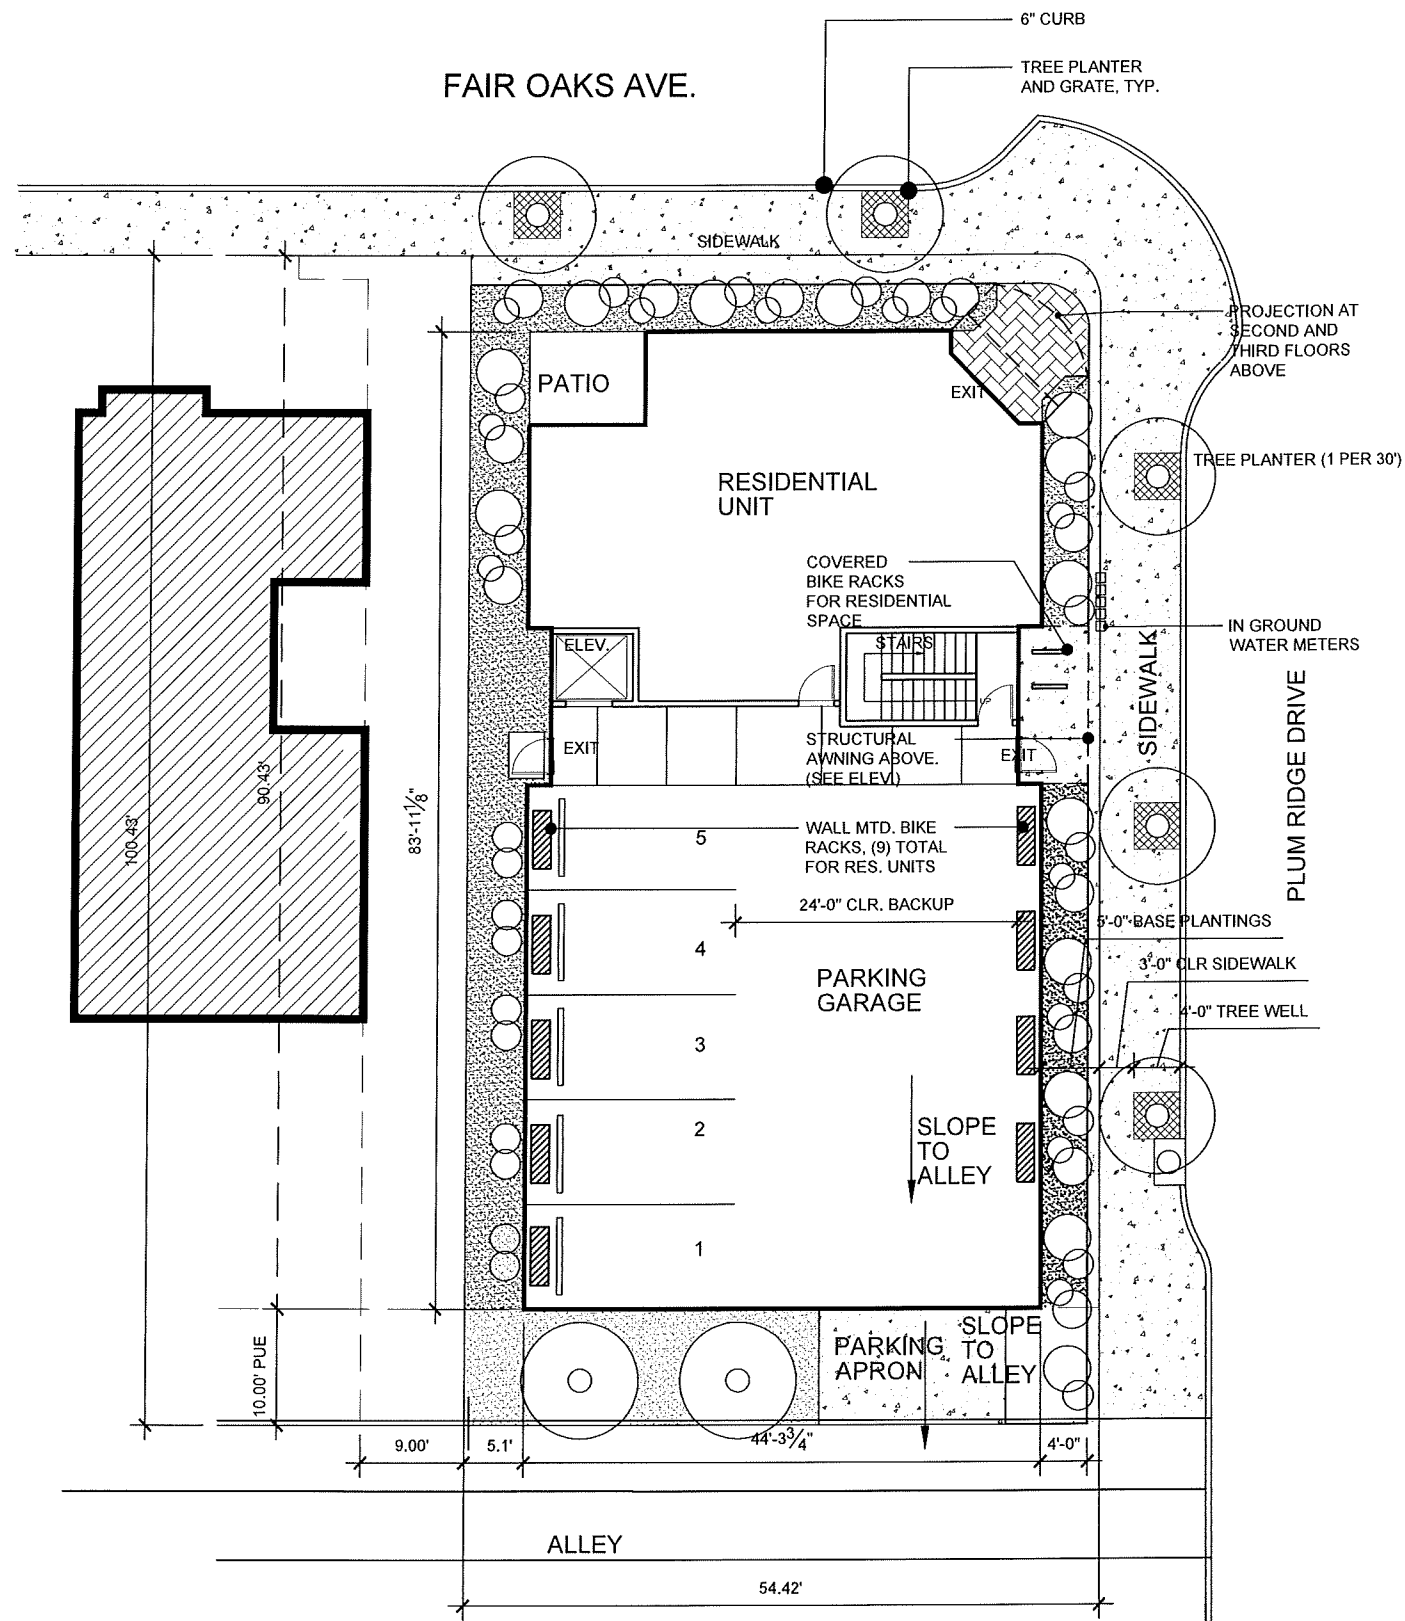 6" CURB
FAIR OAKS AVE.
TREE PLANTER
AND GRATE, TYP.
SIDEWALK
PROJECTION AT
SECOND AND
THIRD FLOORS
ABOVE
PATIO
EXIT
TREE PLANTER (1 PER 30')
RESIDENTIAL
UNIT
COVERED
BIKE RACKS
FOR RESIDENTIAL
SPACE
ELEV.
STAIRS
UP
IN GROUND
WATER METERS
SIDEWALK
PLUM RIDGE DRIVE
EXIT
STRUCTURAL
AWNING ABOVE.
(SEE ELEV.)
EXIT
100.43'
90.43'
83'-11⅛"
5
WALL MTD. BIKE
RACKS, (9) TOTAL
FOR RES. UNITS
24'-0" CLR. BACKUP
5'-0" BASE PLANTINGS
4
PARKING
GARAGE
3'-0" CLR SIDEWALK
4'-0" TREE WELL
3
2
SLOPE
TO
ALLEY
1
10.00' PUE
PARKING
APRON
SLOPE
TO
ALLEY
9.00'
5.1'
44'-3¾"
4'-0"
ALLEY
54.42'